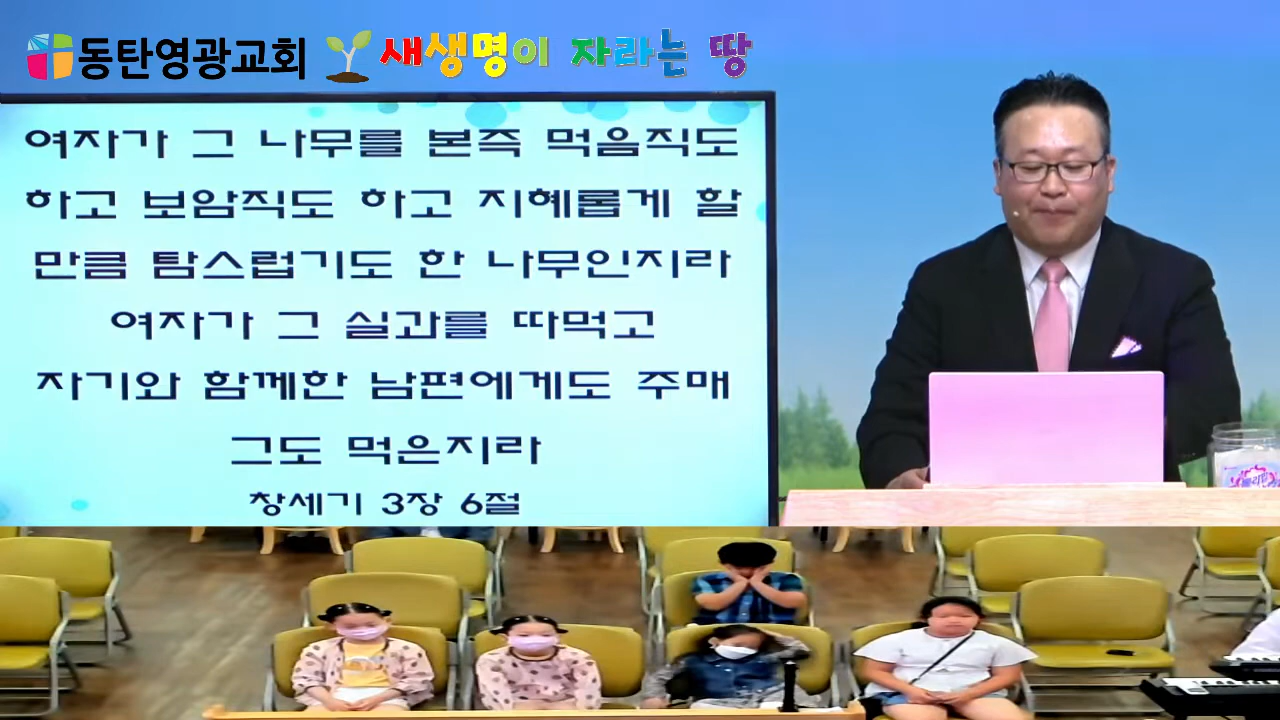 동탄영광교회 새생명이 자라는 땅
여자가 그 나무를 본즉 먹음직도
하고 보암직도 하고 지혜롭게 할
만큼 탐스럽기도 한 나무인지라
여자가 그 실과를 따먹고
자기와 함께한 남편에게도 주매
그도 먹은지라
창세기 3장 6절